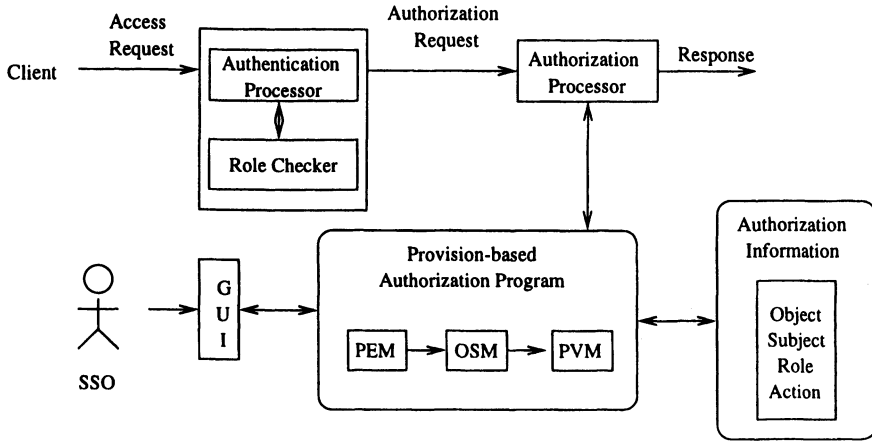 Access
Request
Authorization
Request
Client
Authentication
Processor
Role Checker
Authorization
Processor
Response
Provision-based
Authorization Program
PEM
OSM
PVM
Authorization
Information
Object
Subject
Role
Action
G
U
I
SSO